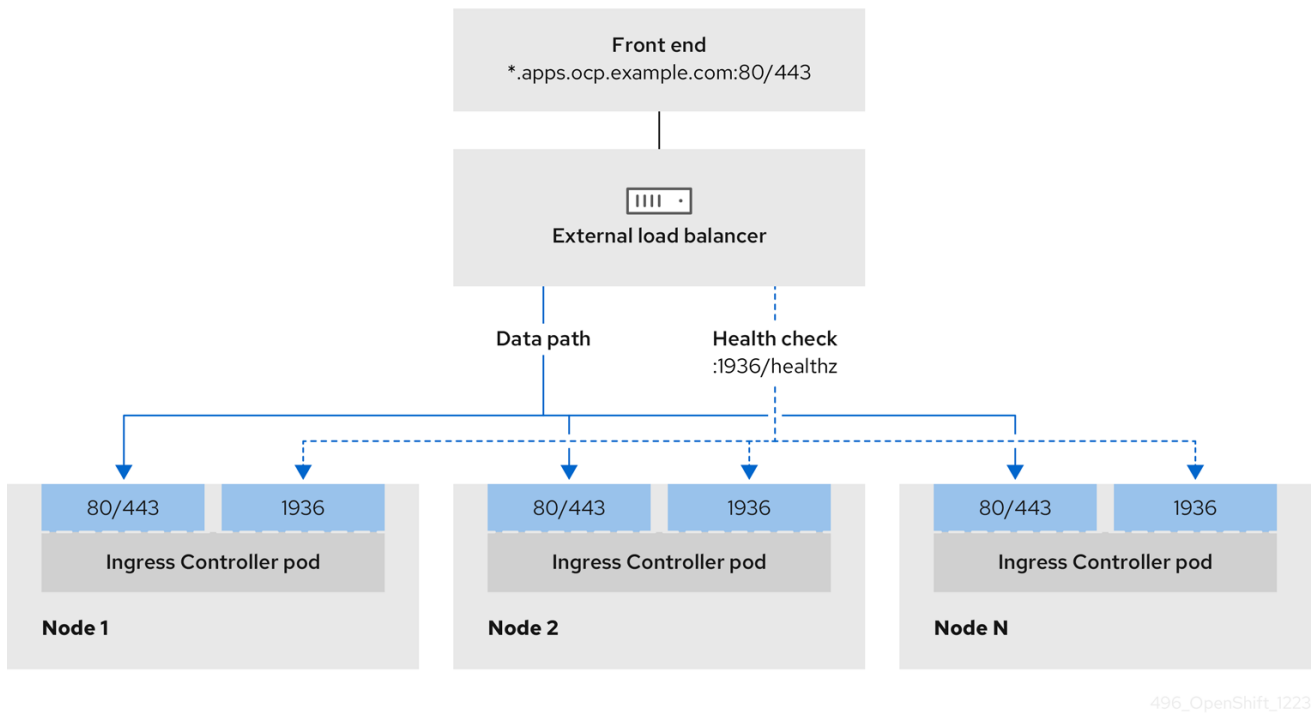 Front end
*.apps.ocp.example.com:80/443
External load balancer
Data path
Health check
:1936/healthz
80/443
1936
80/443
1936
80/443
1936
Ingress Controller pod
Ingress Controller pod
Ingress Controller pod
Node 1
Node 2
Node N
496_OpenShift_1223